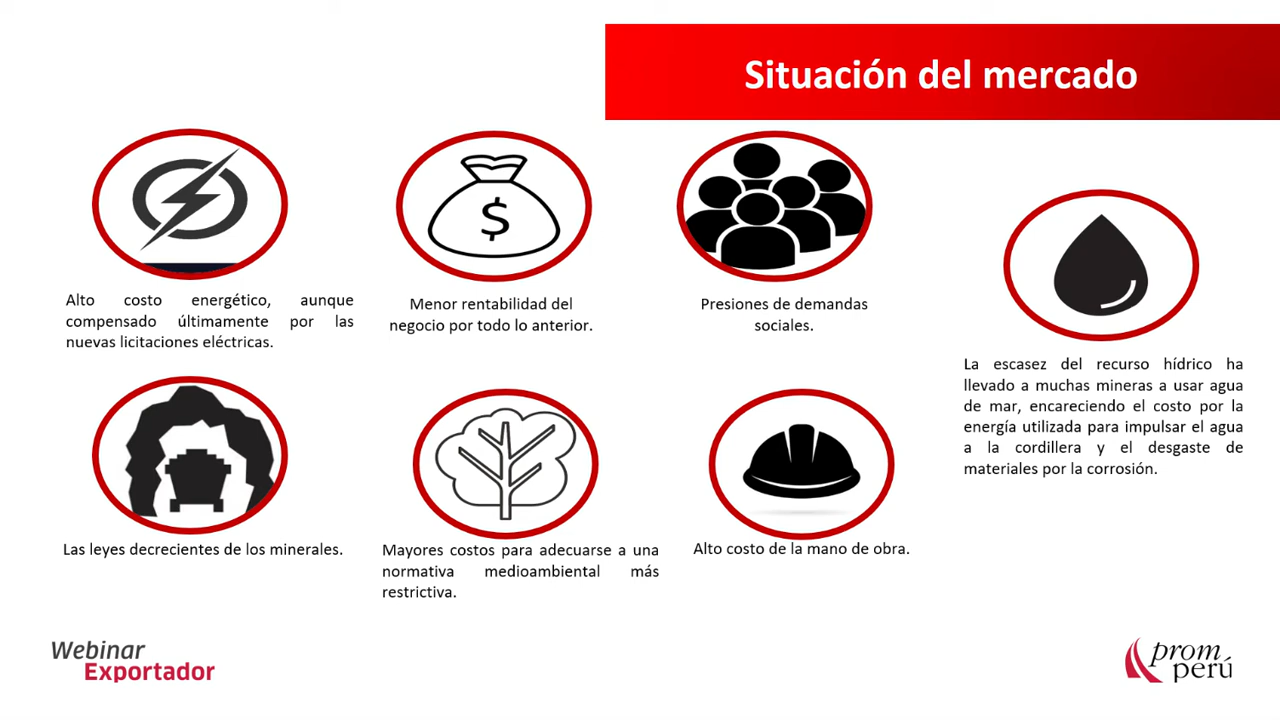 Situación del mercado
$
Alto costo energético, aunque
compensado últimamente por las
nuevas licitaciones eléctricas.
Menor rentabilidad del
negocio por todo lo anterior.
Presiones de demandas
sociales.
La escasez del recurso hídrico ha
llevado a muchas mineras a usar agua
de mar, encareciendo el costo por la
energía utilizada para impulsar el agua
a la cordillera y el desgaste de
materiales por la corrosión.
Las leyes decrecientes de los minerales.
Mayores costos para adecuarse a una
normativa medioambiental más
restrictiva.
Alto costo de la mano de obra.
Webinar
Exportador
prom
perú